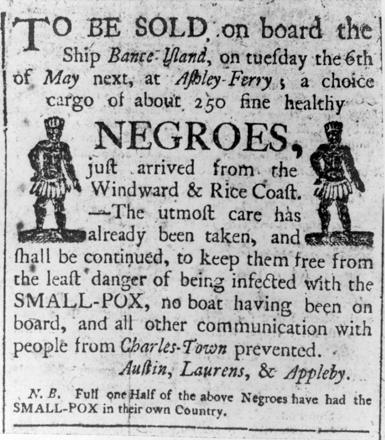 TO BE SOLD on board the
Ship Bance-Iſland, on tueſday the 6th
of May next, at Aſhley-Ferry; a choice
cargo of about 250 fine healthy
NEGROES,
juſt arrived from the
Windward & Rice Coaſt.
—The utmoſt care has
already been taken, and
ſhall be continued, to keep them free from
the leaſt danger of being infected with the
SMALL-POX, no boat having been on
board, and all other communication with
people from Charles-Town prevented.
Auſtin, Laurens, & Appleby.
N. B. Full one Half of the above Negroes have had the
SMALL-POX in their own Country.